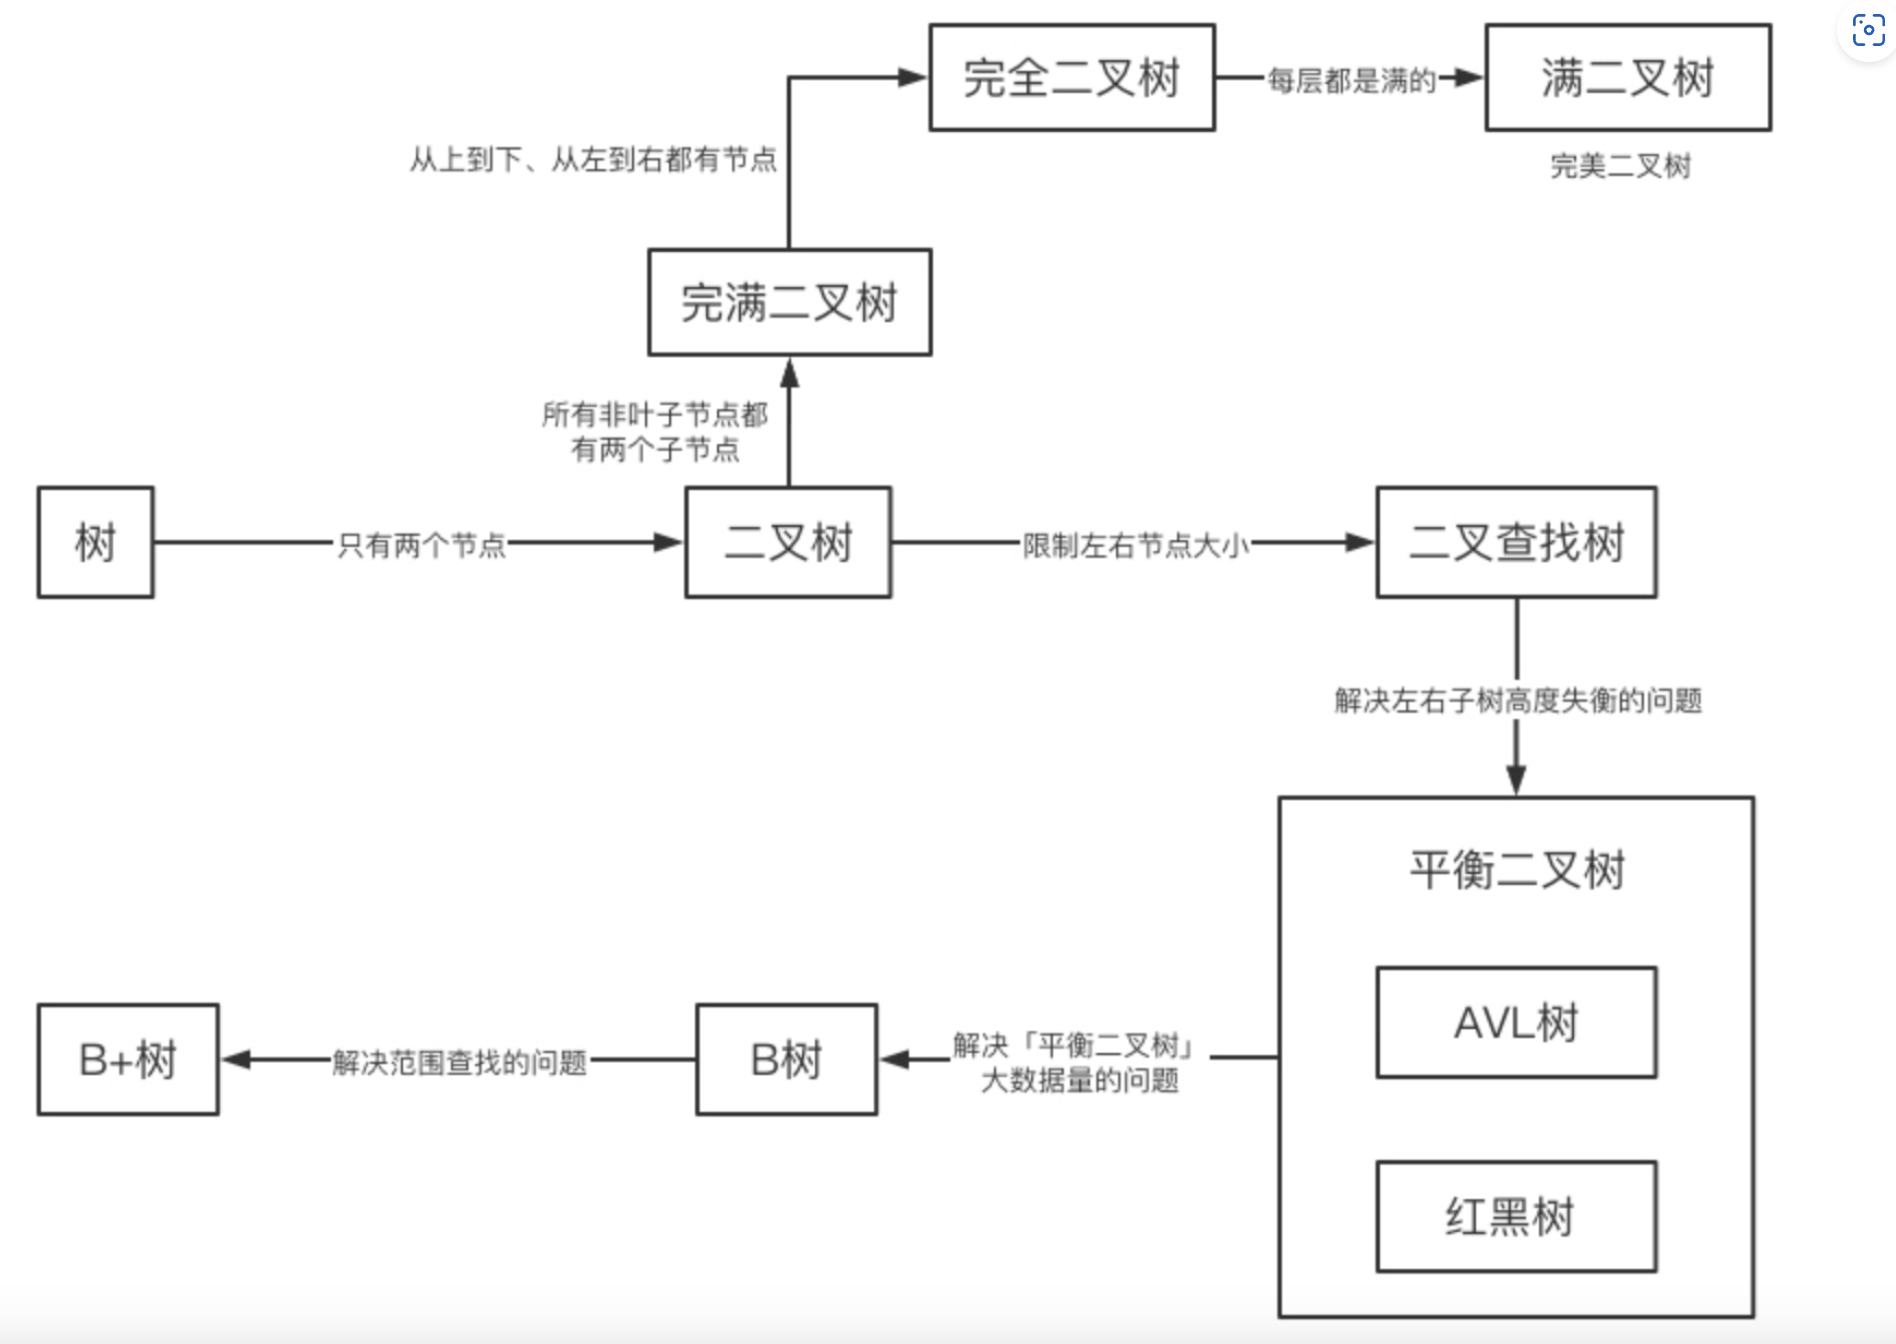 完全二叉树
每层都是满的
满二叉树
从上到下、从左到右都有节点
完美二叉树
完满二叉树
所有非叶子节点都
有两个子节点
树
只有两个节点
二叉树
限制左右节点大小
二叉查找树
解决左右子树高度失衡的问题
平衡二叉树
AVL树
红黑树
解决「平衡二叉树」
大数据量的问题
B树
解决范围查找的问题
B+树